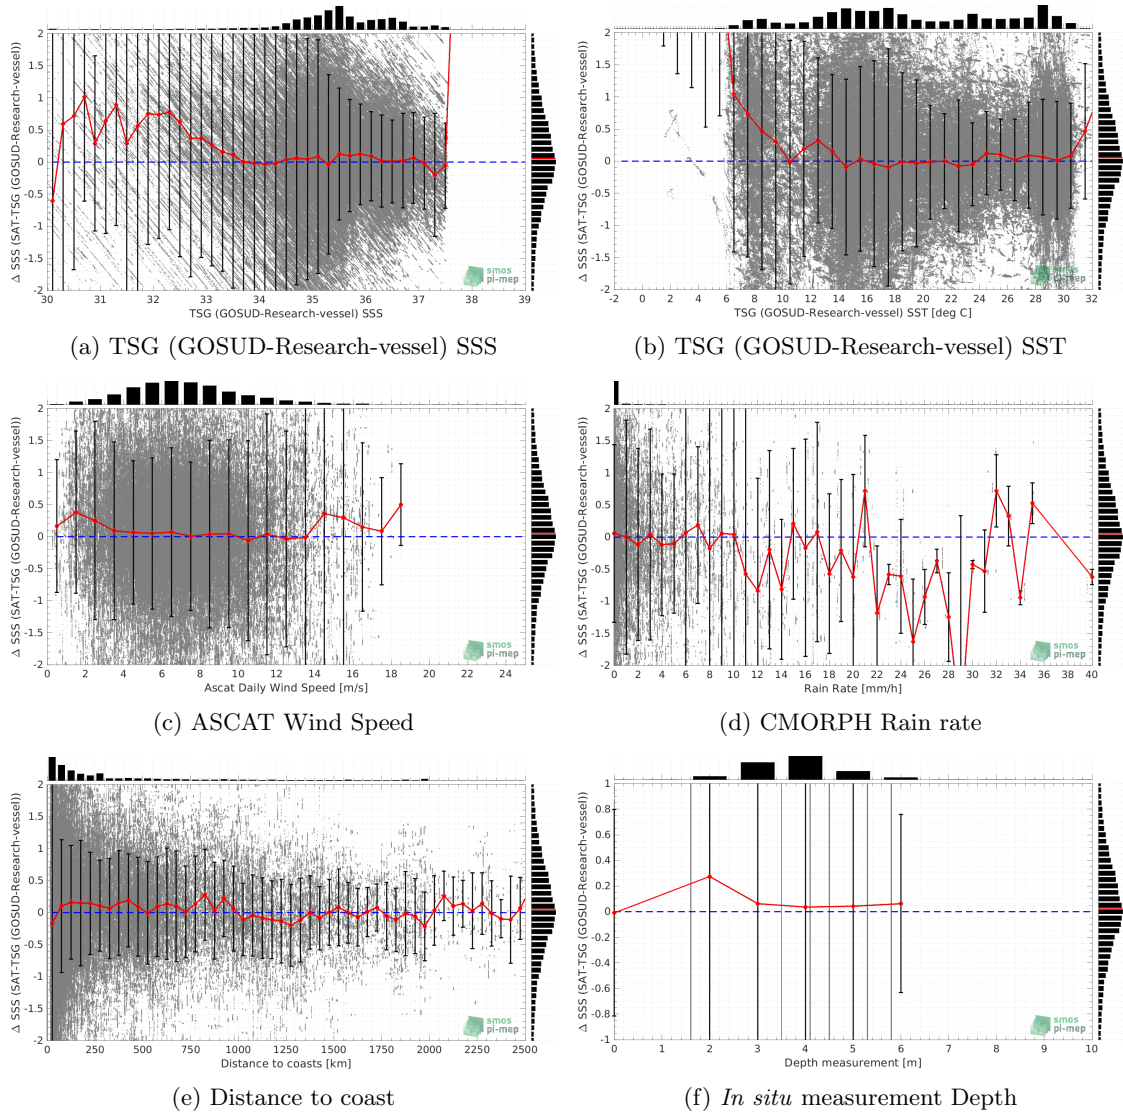 Δ SSS (SAT-TSG (GOSUD-Research-vessel))
2
1.5
1
0.5
0
-0.5
-1
-1.5
-2
30 31 32 33 34 35 36 37 38 39
TSG (GOSUD-Research-vessel) SSS
smos
pi-mep
(a) TSG (GOSUD-Research-vessel) SSS
Δ SSS (SAT-TSG (GOSUD-Research-vessel))
2
1.5
1
0.5
0
-0.5
-1
-1.5
-2
-2 0 2 4 6 8 10 12 14 16 18 20 22 24 26 28 30 32
TSG (GOSUD-Research-vessel) SST [deg C]
smos
pi-mep
(b) TSG (GOSUD-Research-vessel) SST
Δ SSS (SAT-TSG (GOSUD-Research-vessel))
2
1.5
1
0.5
0
-0.5
-1
-1.5
-2
0 2 4 6 8 10 12 14 16 18 20 22 24
Ascat Daily Wind Speed [m/s]
smos
pi-mep
(c) ASCAT Wind Speed
Δ SSS (SAT-TSG (GOSUD-Research-vessel))
2
1.5
1
0.5
0
-0.5
-1
-1.5
-2
0 2 4 6 8 10 12 14 16 18 20 22 24 26 28 30 32 34 36 38 40
Rain Rate [mm/h]
smos
pi-mep
(d) CMORPH Rain rate
Δ SSS (SAT-TSG (GOSUD-Research-vessel))
2
1.5
1
0.5
0
-0.5
-1
-1.5
-2
0 250 500 750 1000 1250 1500 1750 2000 2250 2500
Distance to coasts [km]
smos
pi-mep
(e) Distance to coast
Δ SSS (SAT-TSG (GOSUD-Research-vessel))
1
0.8
0.6
0.4
0.2
0
-0.2
-0.4
-0.6
-0.8
-1
0 1 2 3 4 5 6 7 8 9 10
Depth measurement [m]
smos
pi-mep
(f) In situ measurement Depth